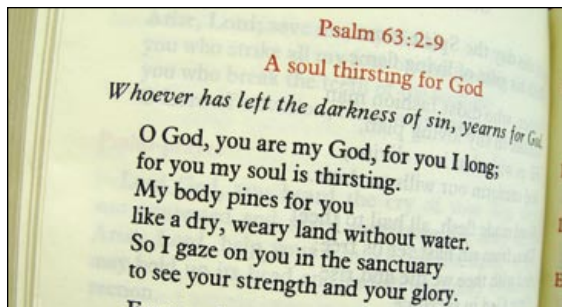 Psalm 63:2-9
A soul thirsting for God
Whoever has left the darkness of sin, yearns for God.
O God, you are my God, for you I long;
for you my soul is thirsting.
My body pines for you
like a dry, weary land without water.
So I gaze on you in the sanctuary
to see your strength and your glory.